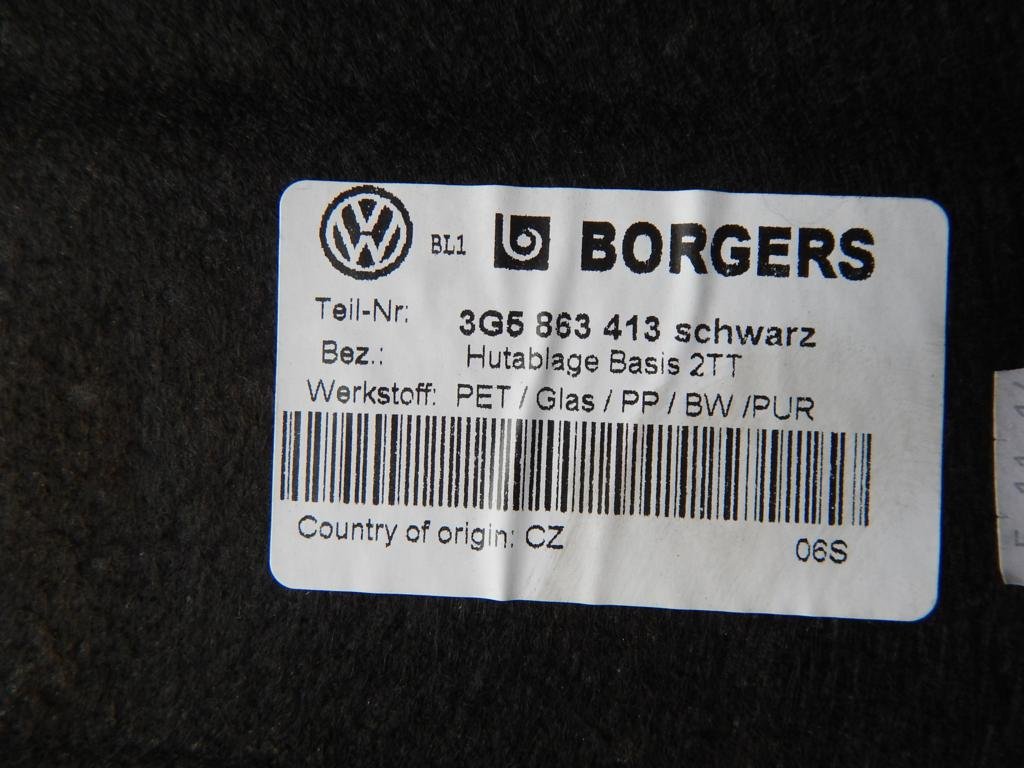 BL1 BORGERS
Teil-Nr: 3G5 863 413 schwarz
Bez.: Hutablage Basis 2TT
Werkstoff: PET / Glas / PP / BW /PUR
Country of origin: CZ 06S